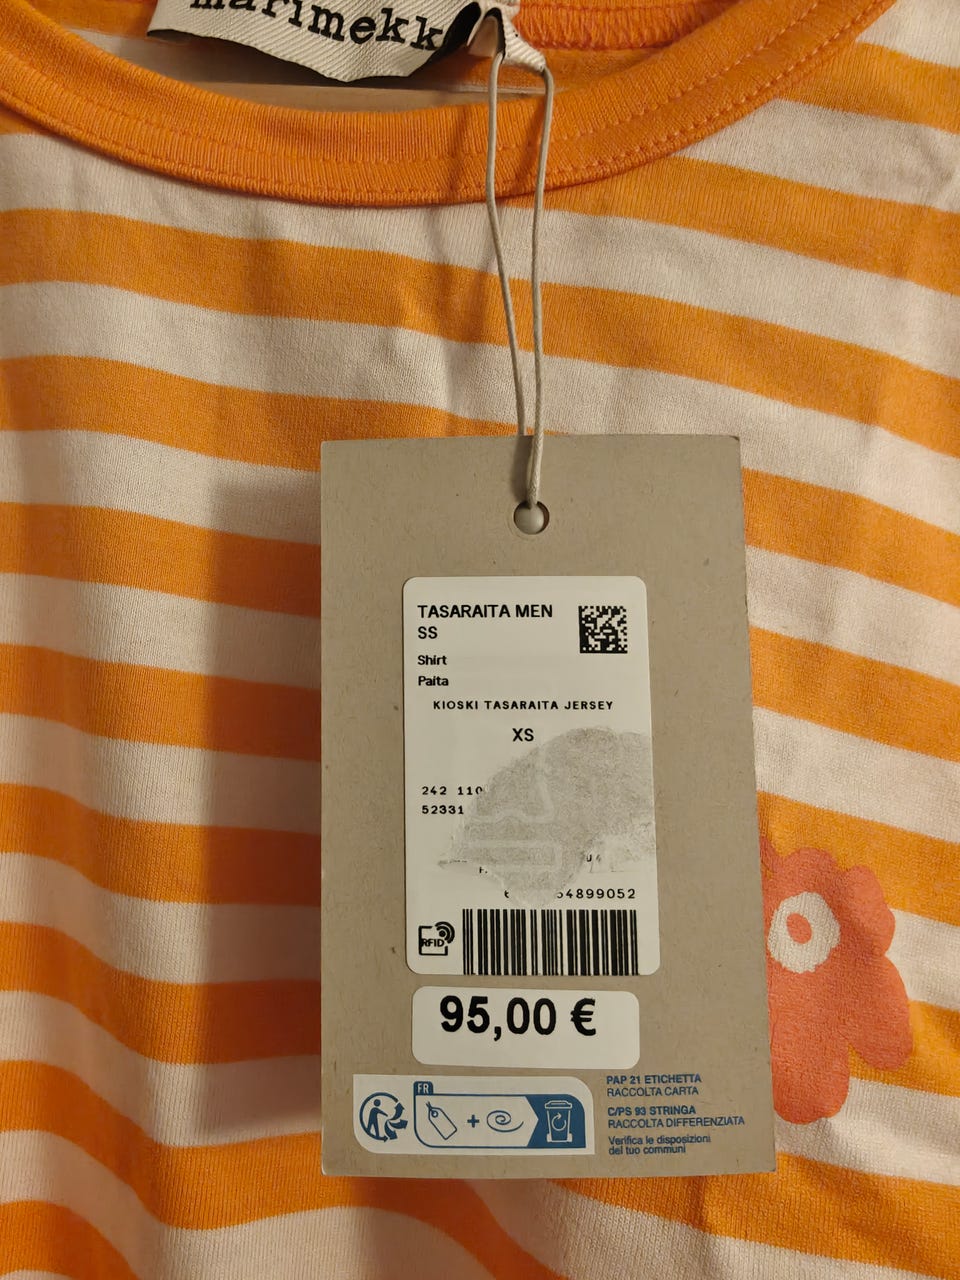 marimekk
TASARAITA MEN
SS
Shirt
Paita
KIOSKI TASARAITA JERSEY
XS
242 110
52331
54899052
RFID
95,00 €
FR
+
PAP 21 ETICHETTA
RACCOLTA CARTA
C/PS 93 STRINGA
RACCOLTA DIFFERENZIATA
Verifica le disposizioni
del tuo communi